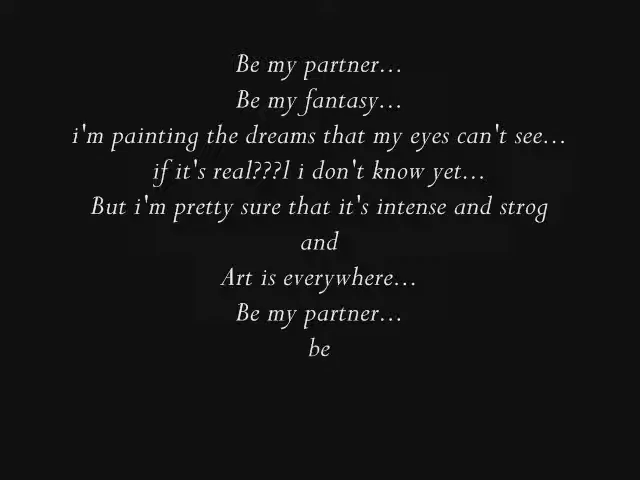 Be my partner...
Be my fantasy...
i'm painting the dreams that my eyes can't see...
if it's real???l i don't know yet...
But i'm pretty sure that it's intense and strog
and
Art is everywhere...
Be my partner...
be